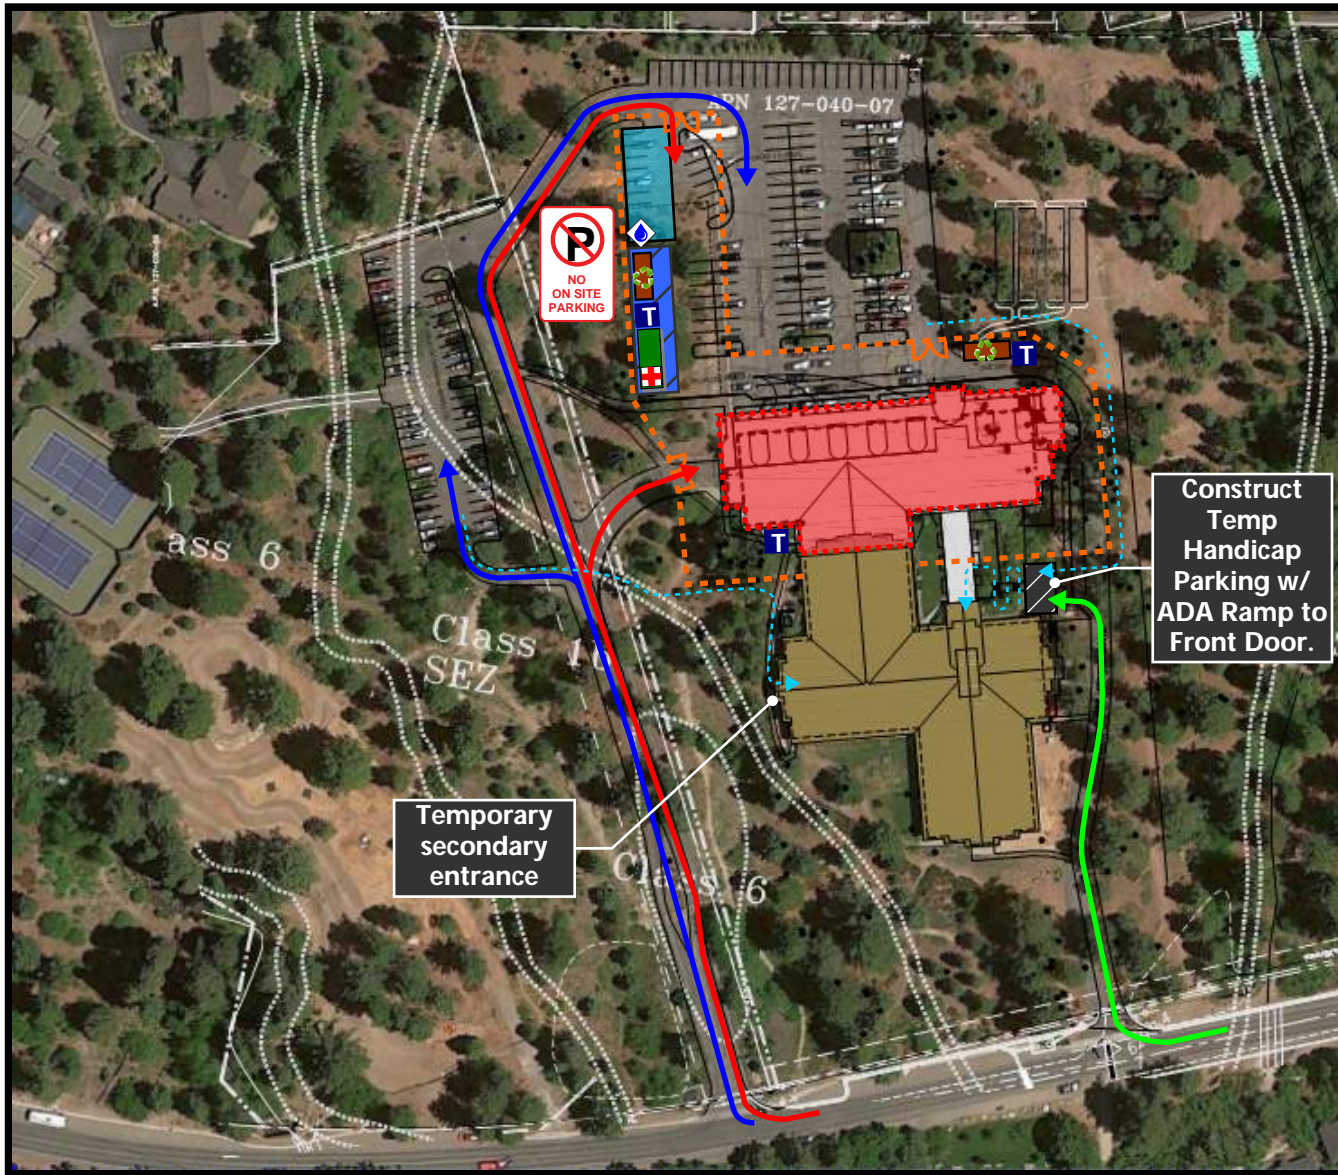 APN 127-040-07
P
NO
ON SITE
PARKING
T
T
T
Construct
Temp
Handicap
Parking w/
ADA Ramp to
Front Door.
ass 6
Class 10
SEZ
Temporary
secondary
entrance
Class 6